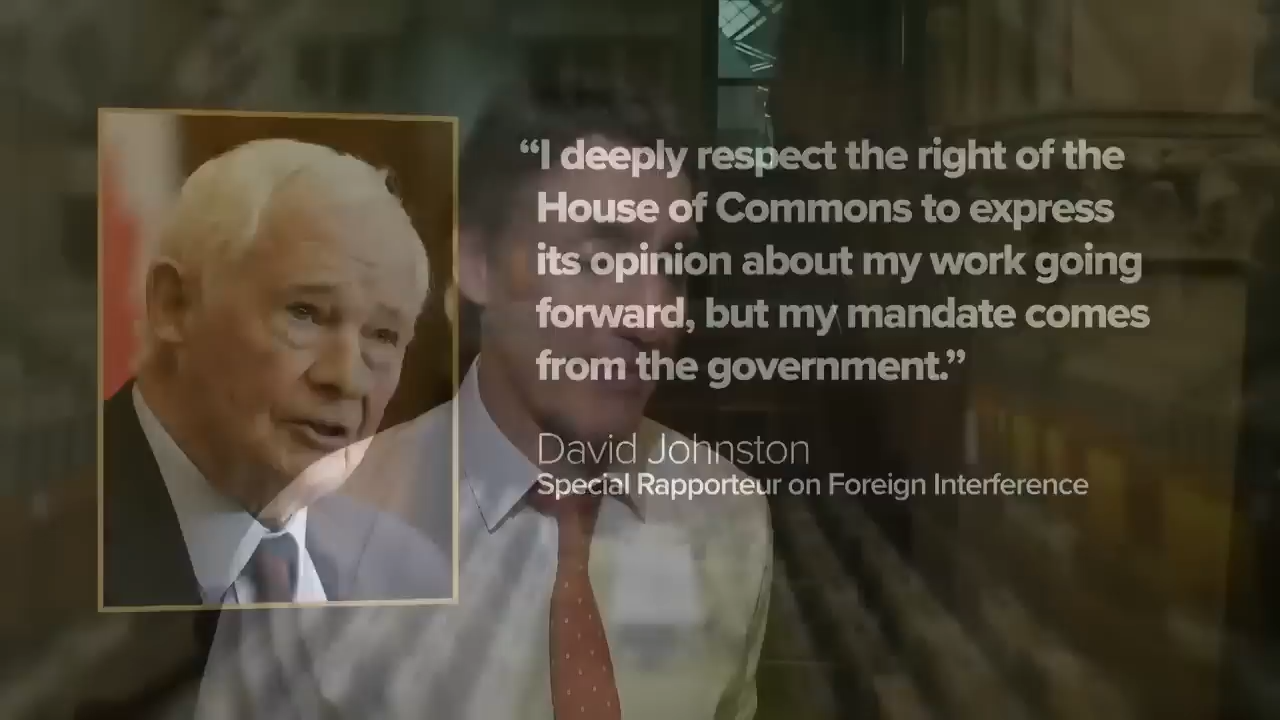 “I deeply respect the right of the
House of Commons to express
its opinion about my work going
forward, but my mandate comes
from the government.”
David Johnston
Special Rapporteur on Foreign Interference